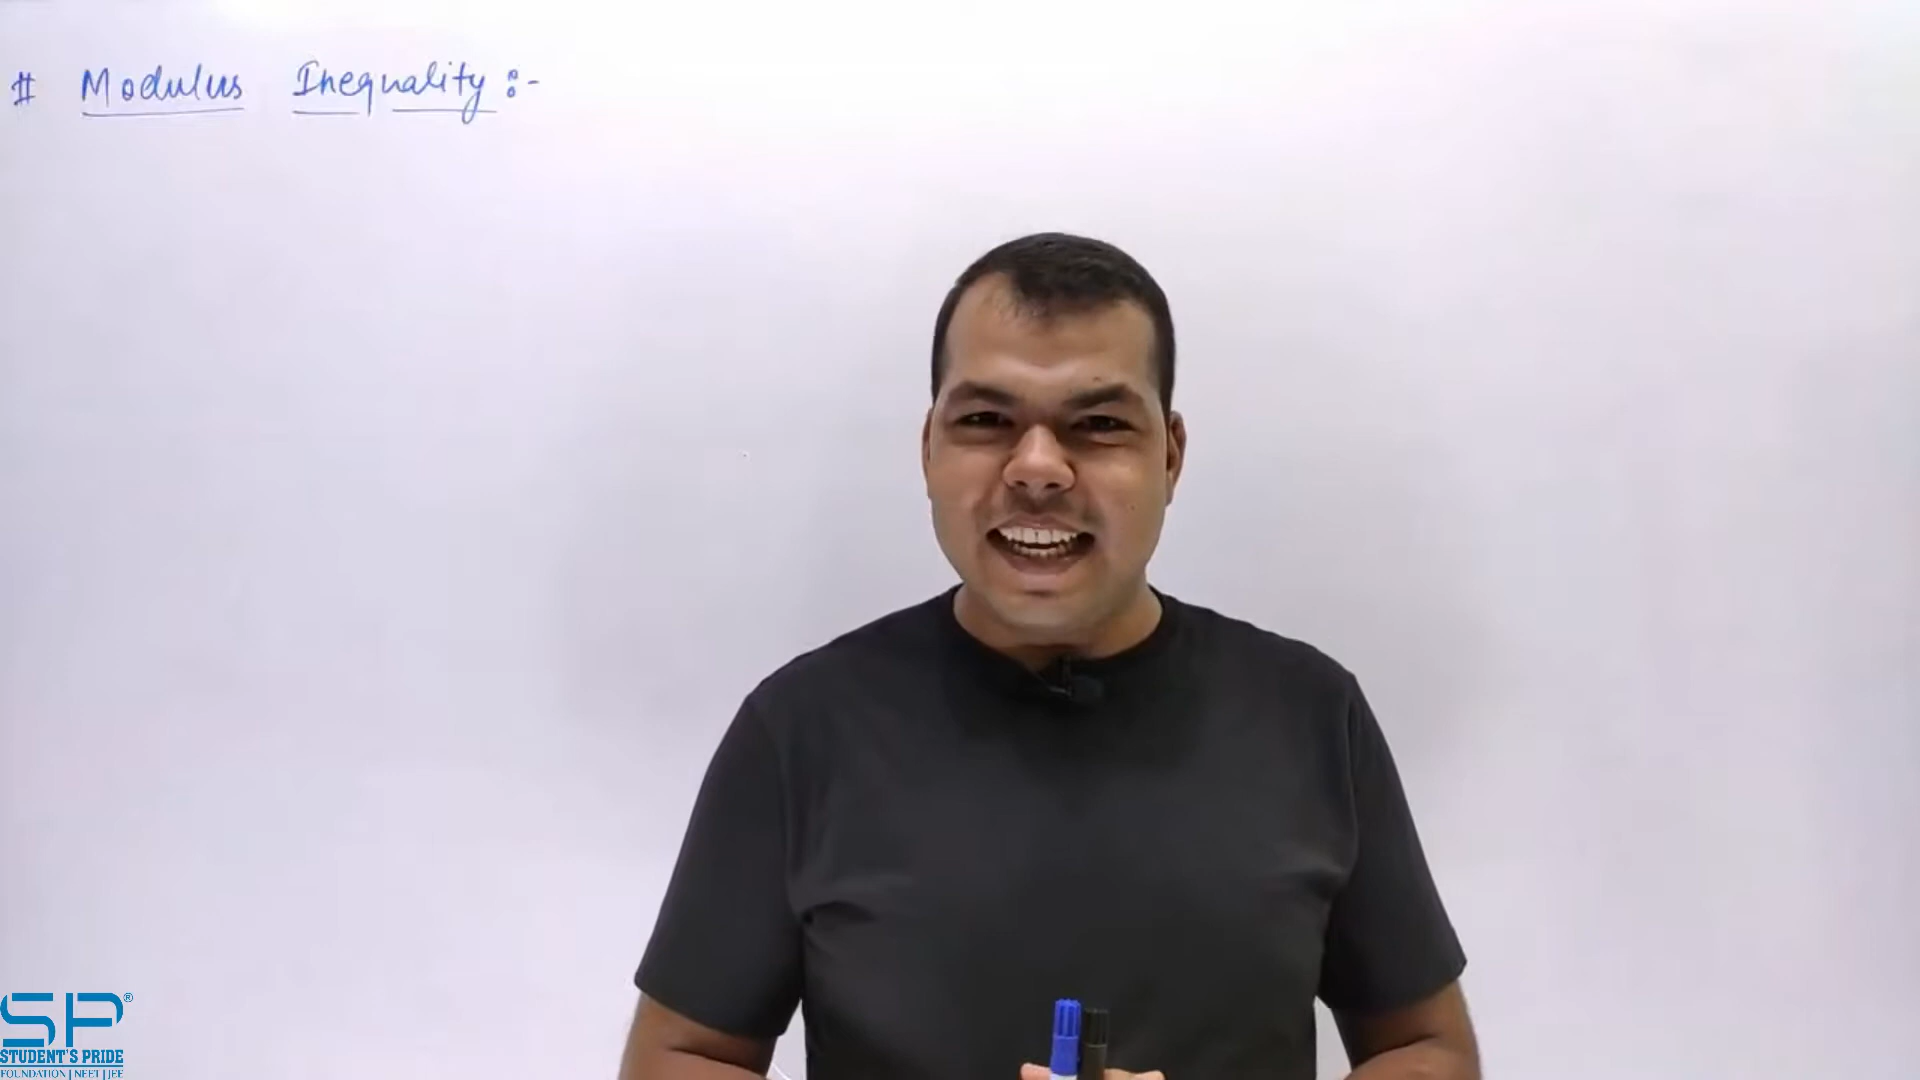 # Modulus Inequality :-
SP®
STUDENT'S PRIDE
FOUNDATION | NEET | JEE